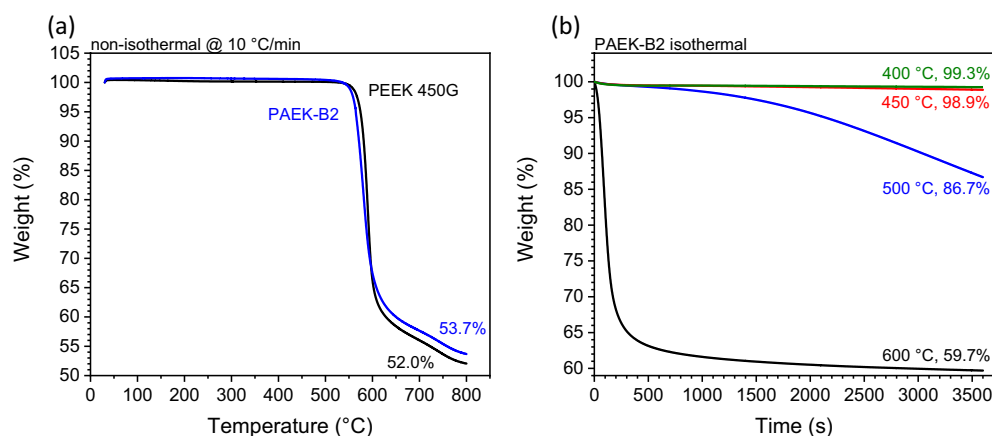 (a)
non-isothermal @ 10 °C/min
105
100
95
90
85
80
75
70
65
60
55
50
Weight (%)
PEEK 450G
PAEK-B2
53.7%
52.0%
0 100 200 300 400 500 600 700 800
Temperature (°C)
(b)
PAEK-B2 isothermal
100
95
90
85
80
75
70
65
60
Weight (%)
400 °C, 99.3%
450 °C, 98.9%
500 °C, 86.7%
600 °C, 59.7%
0 500 1000 1500 2000 2500 3000 3500
Time (s)